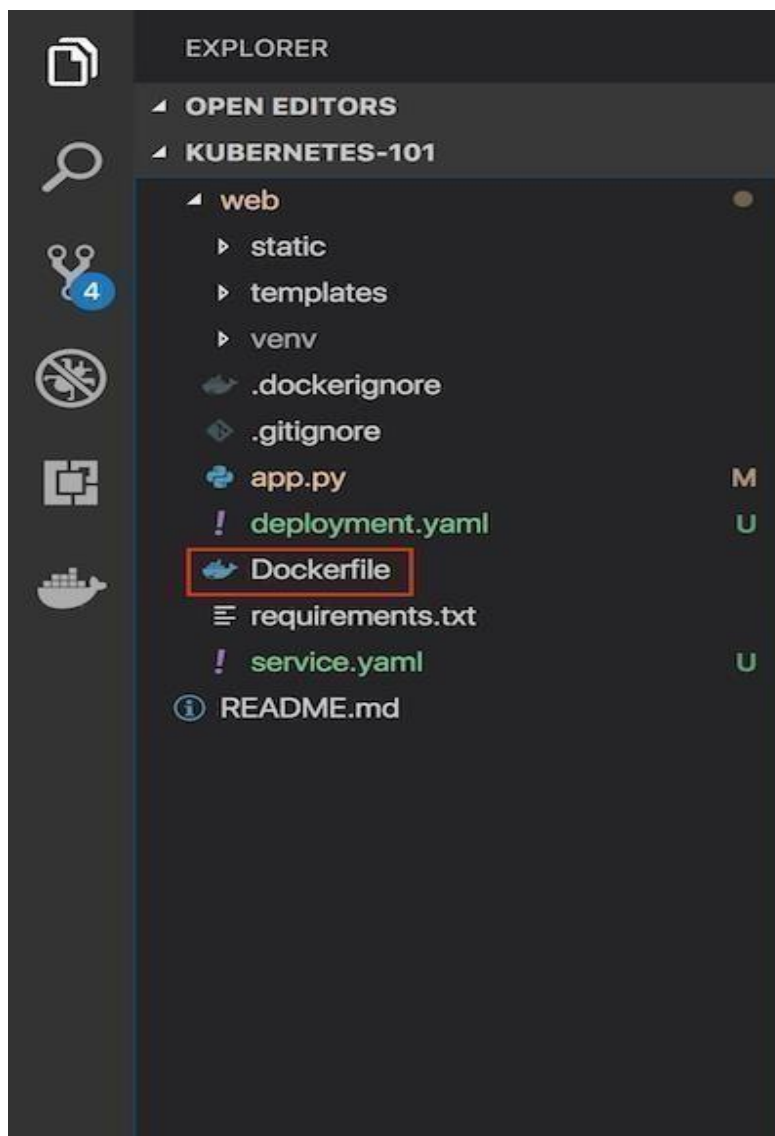 EXPLORER
OPEN EDITORS
KUBERNETES-101
web
static
templates
4
venv
.dockerignore
.gitignore
app.py M
deployment.yaml U
Dockerfile
requirements.txt
service.yaml U
README.md